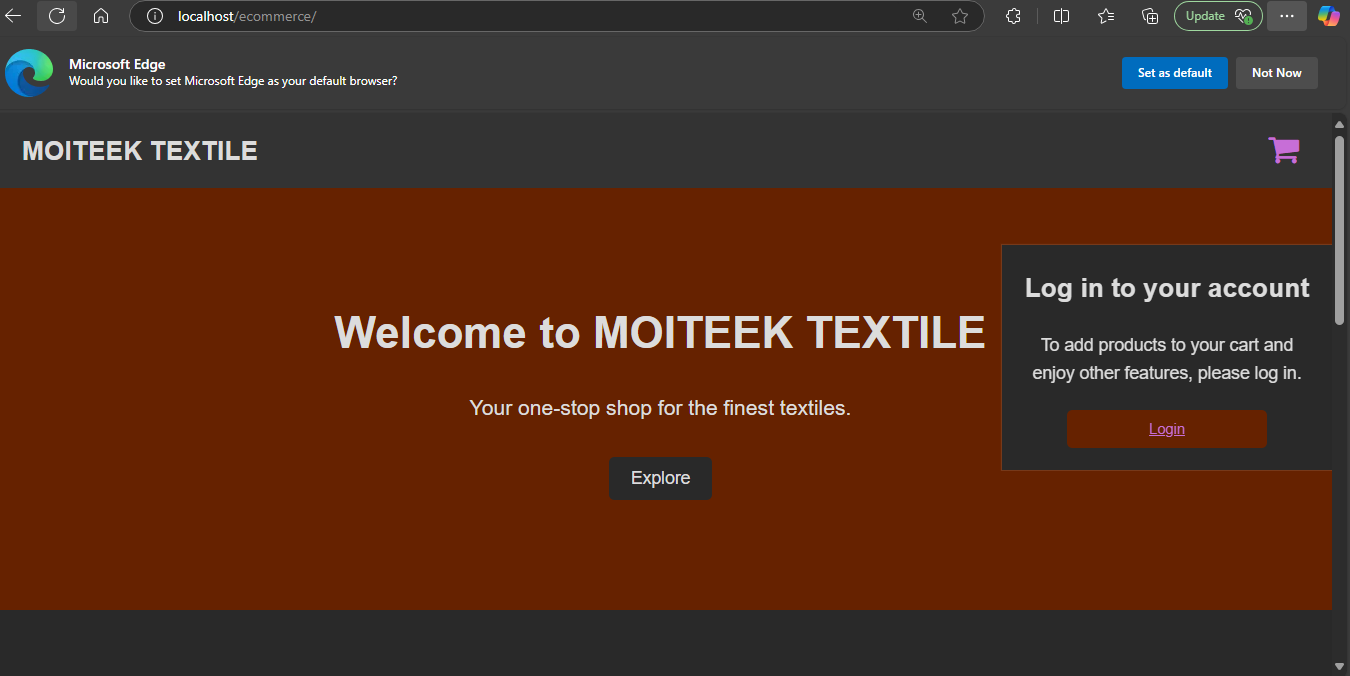 localhost/ecommerce/
Update
Microsoft Edge
Would you like to set Microsoft Edge as your default browser?
Set as default
Not Now
MOITEEK TEXTILE
Welcome to MOITEEK TEXTILE
Your one-stop shop for the finest textiles.
Explore
Log in to your account
To add products to your cart and
enjoy other features, please log in.
Login